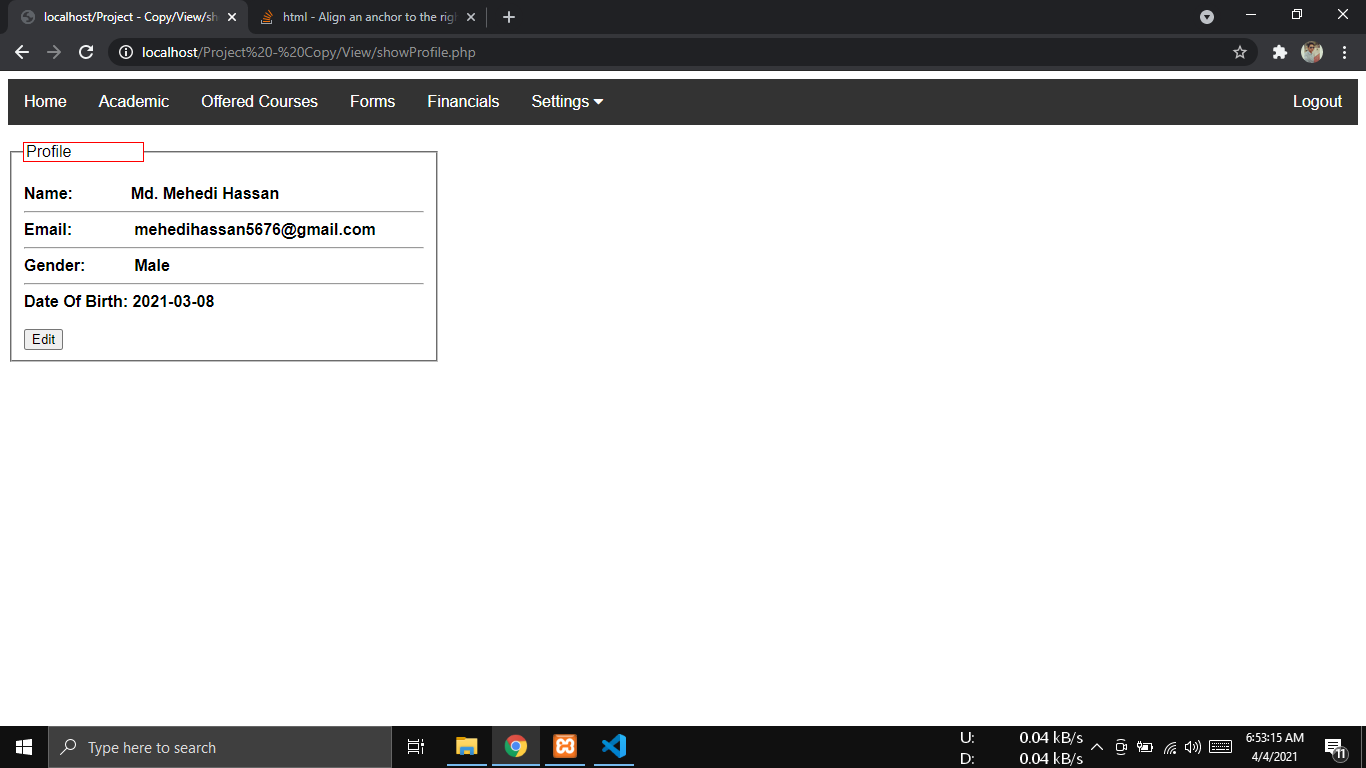 localhost/Project - Copy/View/sh
html - Align an anchor to the rig
localhost/Project%20-%20Copy/View/showProfile.php
Home Academic Offered Courses Forms Financials Settings Logout
Profile
Name: Md. Mehedi Hassan
Email: mehedihassan5676@gmail.com
Gender: Male
Date Of Birth: 2021-03-08
Edit
Type here to search
U: 0.04 kB/s
D: 0.04 kB/s
6:53:15 AM
4/4/2021
11